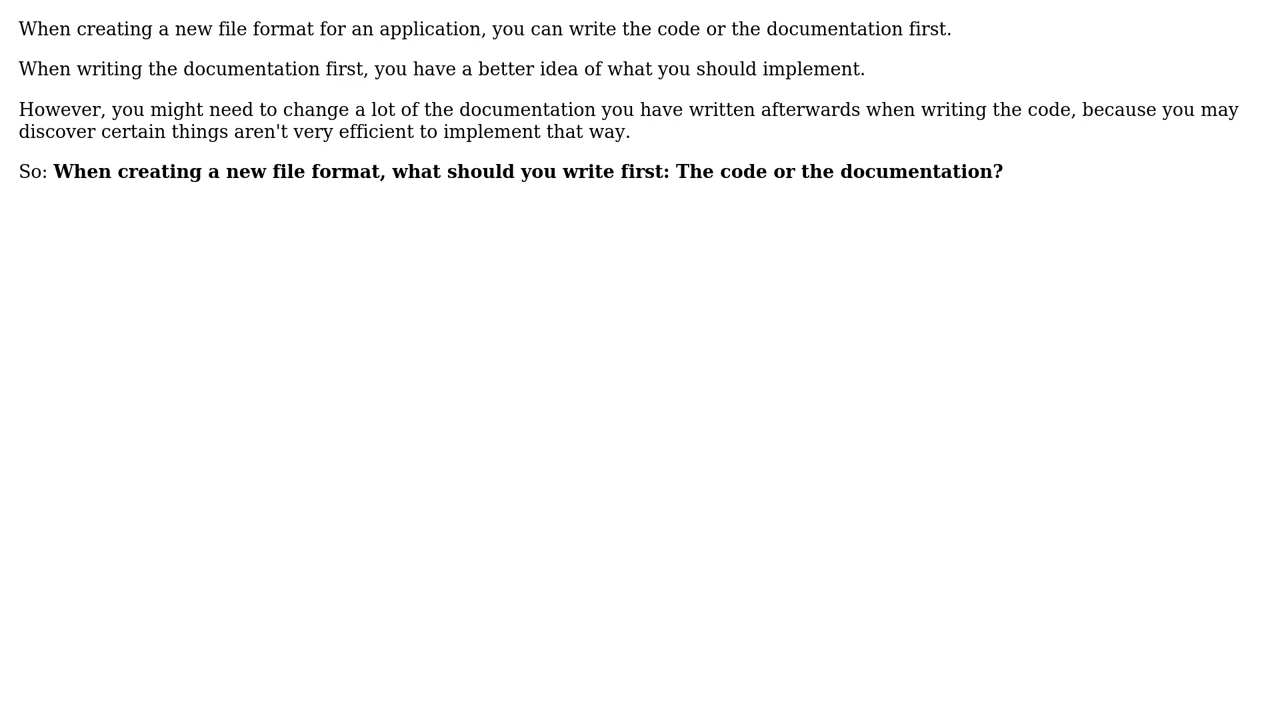 When creating a new file format for an application, you can write the code or the documentation first.
When writing the documentation first, you have a better idea of what you should implement.
However, you might need to change a lot of the documentation you have written afterwards when writing the code, because you may
discover certain things aren't very efficient to implement that way.
So: When creating a new file format, what should you write first: The code or the documentation?